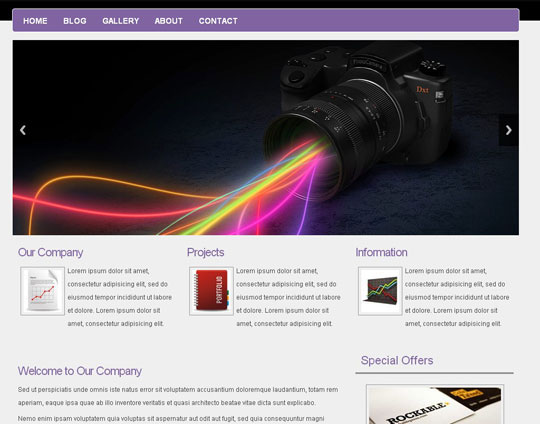 HOME BLOG GALLERY ABOUT CONTACT
Dxt
Our Company
Lorem ipsum dolor sit amet,
consectetur adipisicing elit, sed do
eiusmod tempor incididunt ut labore
et dolore. Lorem ipsum dolor sit
amet, consectetur adipisicing elit.
Projects
PORTFOLIO
Lorem ipsum dolor sit amet,
consectetur adipisicing elit, sed do
eiusmod tempor incididunt ut labore
et dolore. Lorem ipsum dolor sit
amet, consectetur adipisicing elit.
Information
Lorem ipsum dolor sit amet,
consectetur adipisicing elit, sed do
eiusmod tempor incididunt ut labore
et dolore. Lorem ipsum dolor sit
amet, consectetur adipisicing elit.
Welcome to Our Company
Sed ut perspiciatis unde omnis iste natus error sit voluptatem accusantium doloremque laudantium, totam rem
aperiam, eaque ipsa quae ab illo inventore veritatis et quasi architecto beatae vitae dicta sunt explicabo.
Nemo enim ipsam voluptatem quia voluptas sit aspernatur aut odit aut fugit, sed quia consequuntur magni
Special Offers
ROCKABLE